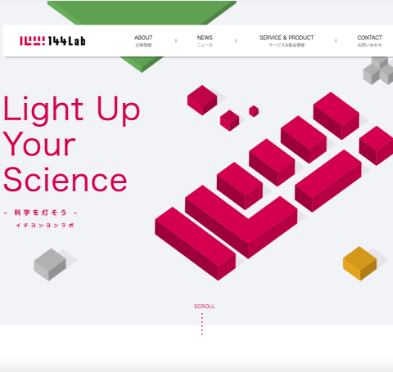 144Lab
ABOUT
企業情報
NEWS
ニュース
SERVICE & PRODUCT
サービス&製品情報
CONTACT
お問い合わせ
Light Up
Your
Science
- 科学を灯そう -
イチヨンヨンラボ
SCROLL